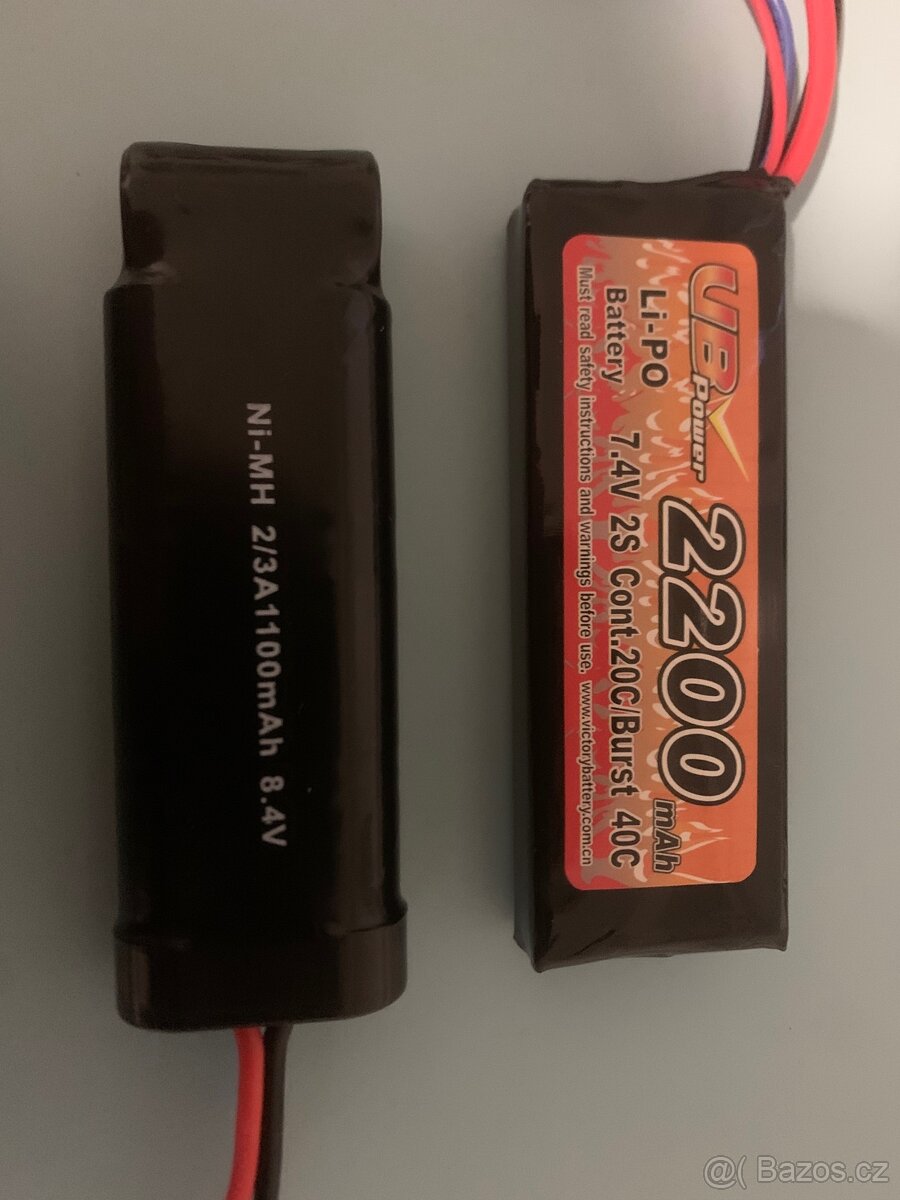 Ni-MH 2/3A1100mAh 8.4V
VB Power 2200 mAh
Li-PO
Battery 7.4V 2S Cont.20C/Burst 40C
Must read safety instructions and warnings before use. www.victorybattery.com.cn
@( Bazos.cz